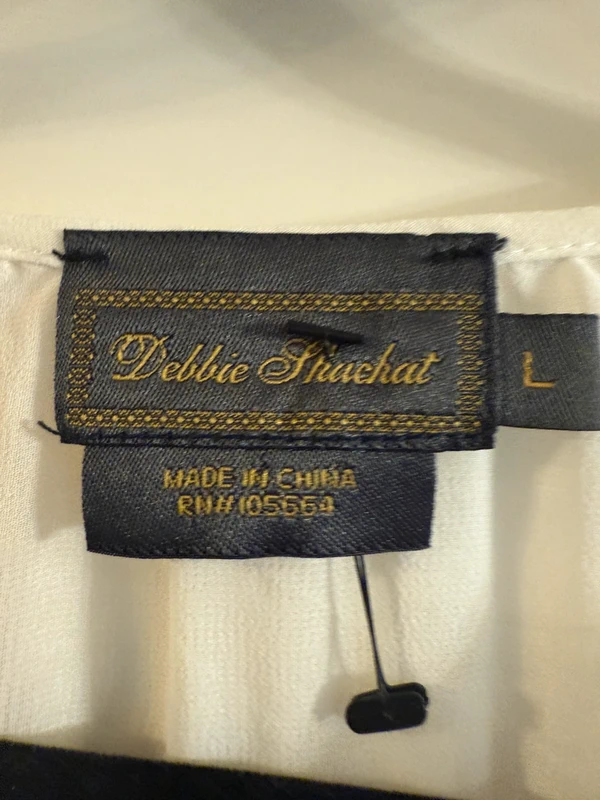 Debbie Shuchat
L
MADE IN CHINA
RN#105664